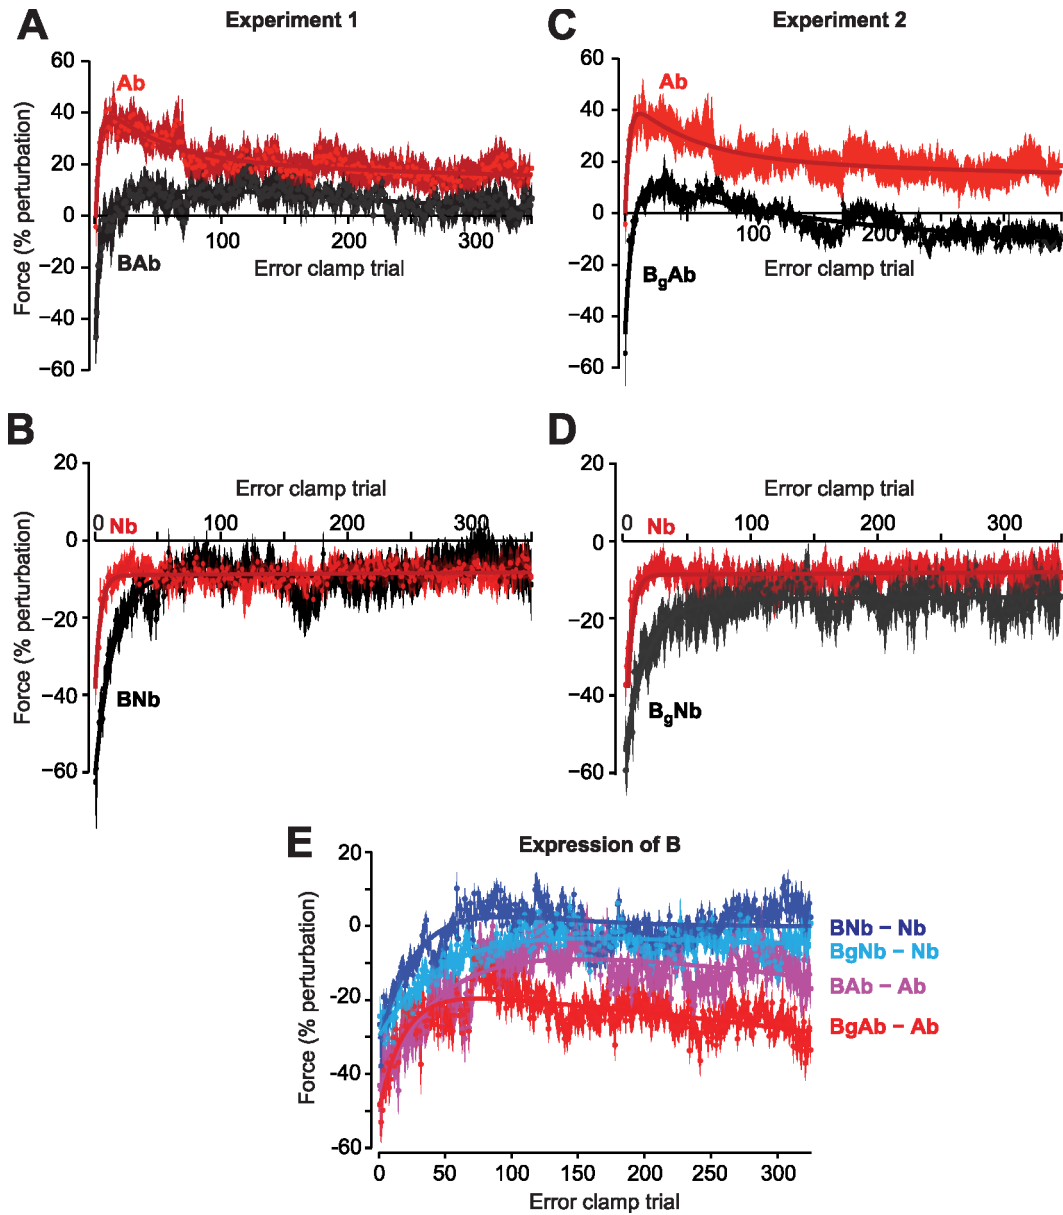 A
Experiment 1
60
40
20
0
−20
−40
−60
Force (% perturbation)
Ab
BAb
100
200
300
Error clamp trial
C
Experiment 2
60
40
20
0
−20
−40
−60
Ab
BgAb
100
200
300
Error clamp trial
B
20
0
−20
−40
−60
Force (% perturbation)
Error clamp trial
0
100
200
300
Nb
BNb
D
20
0
−20
−40
−60
Error clamp trial
0
100
200
300
Nb
BgNb
E
Expression of B
20
0
-20
-40
-60
Force (% perturbation)
BNb − Nb
BgNb − Nb
BAb − Ab
BgAb − Ab
0
50
100
150
200
250
300
Error clamp trial